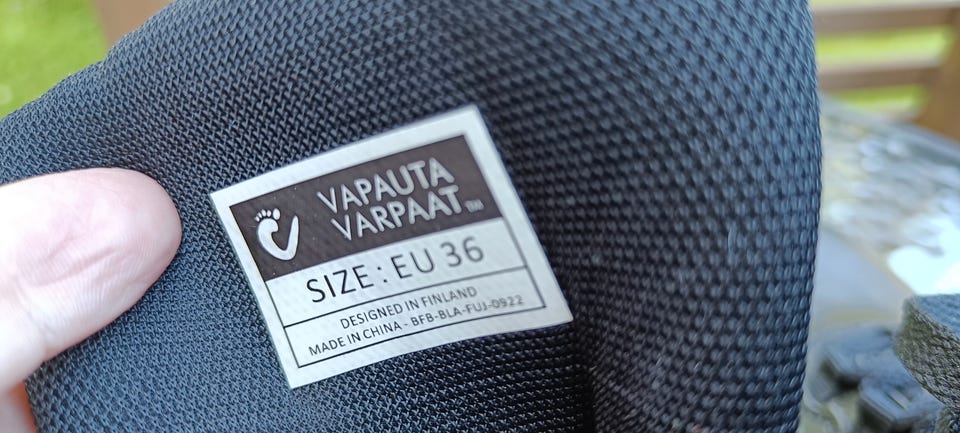 VAPAUTA
VARPAAT™
SIZE : EU 36
DESIGNED IN FINLAND
MADE IN CHINA - BFB-BLA-FUJ-0922